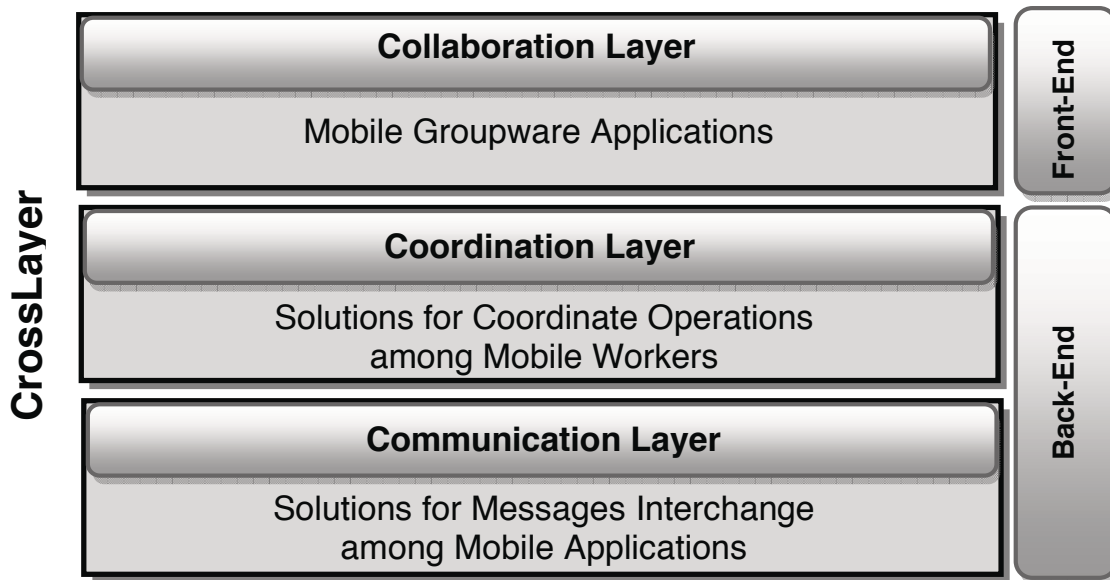 CrossLayer
Collaboration Layer
Mobile Groupware Applications
Front-End
Coordination Layer
Solutions for Coordinate Operations
among Mobile Workers
Communication Layer
Solutions for Messages Interchange
among Mobile Applications
Back-End